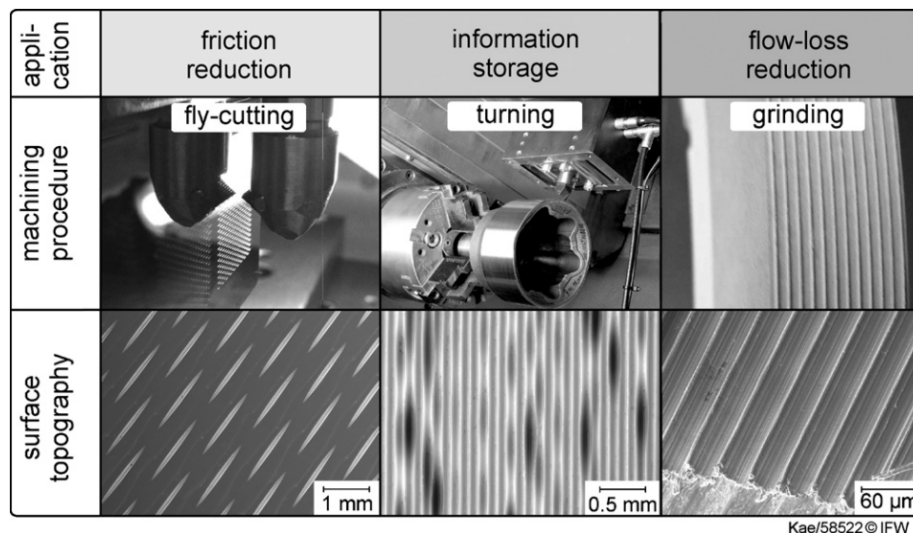 appli-
cation
friction
reduction
information
storage
flow-loss
reduction
machining
procedure
fly-cutting
turning
grinding
surface
topography
1 mm
0.5 mm
60 µm
Kae/58522 © IFW